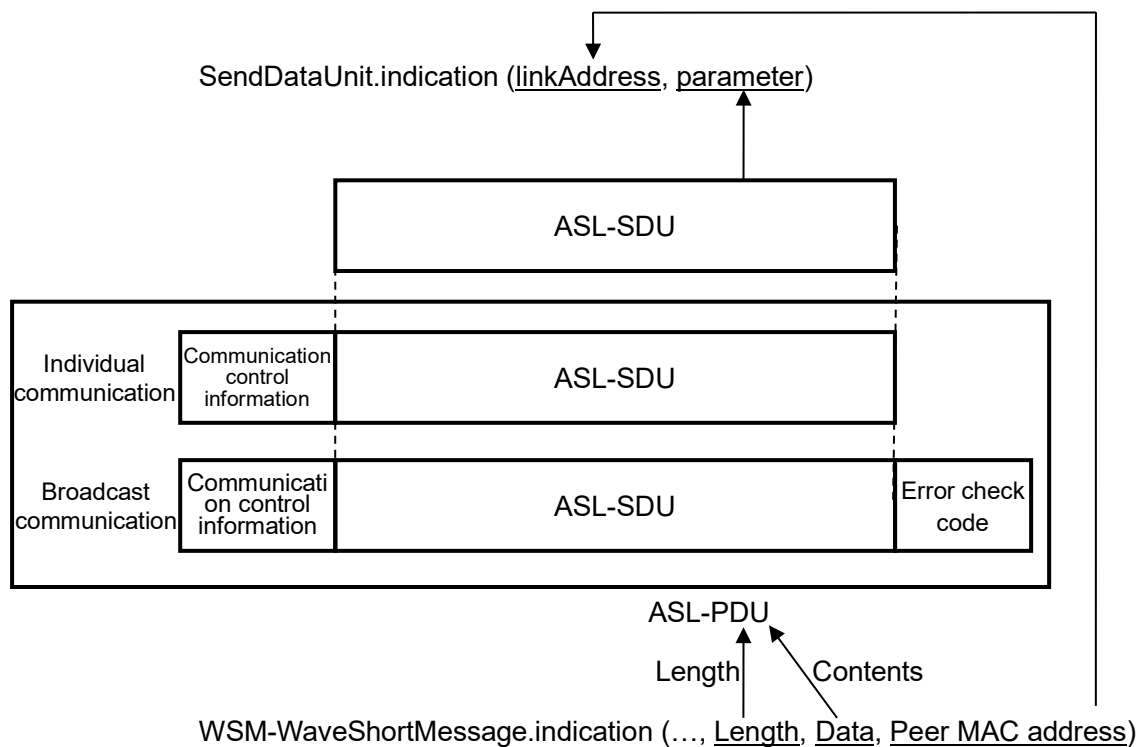 SendDataUnit.indication (linkAddress, parameter)
ASL-SDU
Individual
communication
Communication
control
information
ASL-SDU
Broadcast
communication
Communicati
on control
information
ASL-SDU
Error check
code
ASL-PDU
Length
Contents
WSM-WaveShortMessage.indication (…, Length, Data, Peer MAC address)